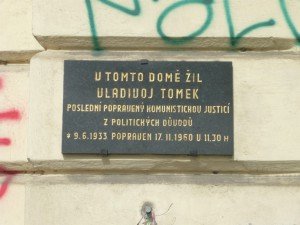 V TOMTO DOMĚ ŽIL
VLADIVOJ TOMEK
POSLEDNÍ POPRAVENÝ KOMUNISTICKOU JUSTICÍ
Z POLITICKÝCH DŮVODŮ
* 9.6.1933 POPRAVEN 17.11.1960 V 11.30 H